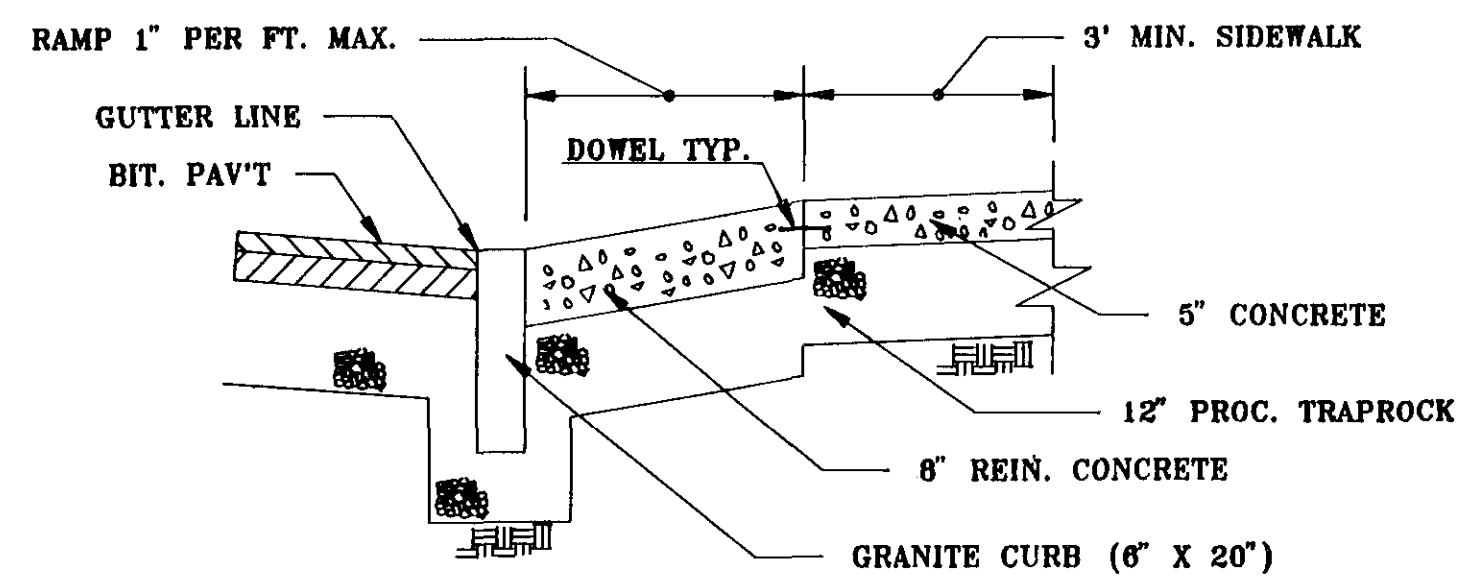 RAMP 1" PER FT. MAX.
3' MIN. SIDEWALK
GUTTER LINE
DOWEL TYP.
BIT. PAV'T
5" CONCRETE
12" PROC. TRAPROCK
8" REIN. CONCRETE
GRANITE CURB (6" X 20")